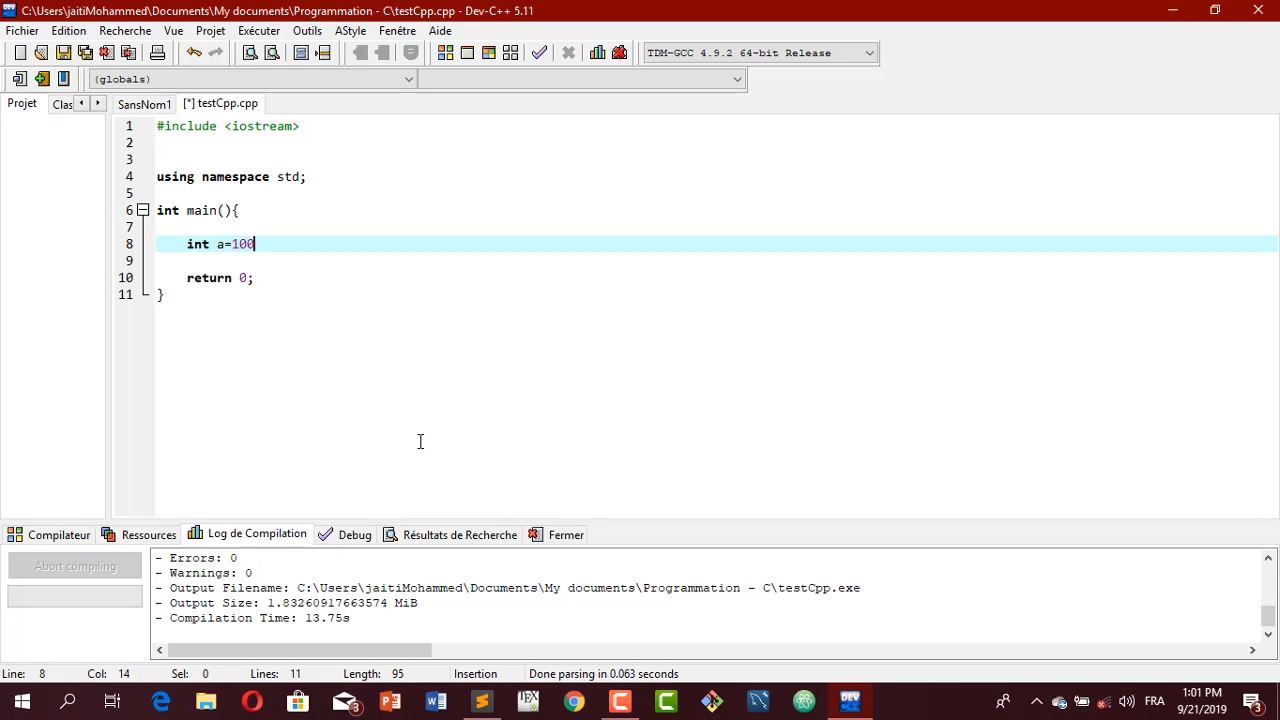 C:\Users\jaitiMohammed\Documents\My documents\Programmation - C\testCpp.cpp - Dev-C++ 5.11
Fichier Edition Recherche Vue Projet Exécuter Outils AStyle Fenêtre Aide
TDM-GCC 4.9.2 64-bit Release
(globals)
Projet Clas SansNom1 [*] testCpp.cpp
1 #include <iostream>
2
3
4 using namespace std;
5
6 int main(){
7
8 int a=100
9
10 return 0;
11 }
Compilateur Ressources Log de Compilation Debug Résultats de Recherche Fermer
Abort compiling
- Errors: 0
- Warnings: 0
- Output Filename: C:\Users\jaitiMohammed\Documents\My documents\Programmation - C\testCpp.exe
- Output Size: 1.83260917663574 MiB
- Compilation Time: 13.75s
Line: 8 Col: 14 Sel: 0 Lines: 11 Length: 95 Insertion Done parsing in 0.063 seconds
3 TEX DEV FRA 1:01 PM
9/21/2019 3